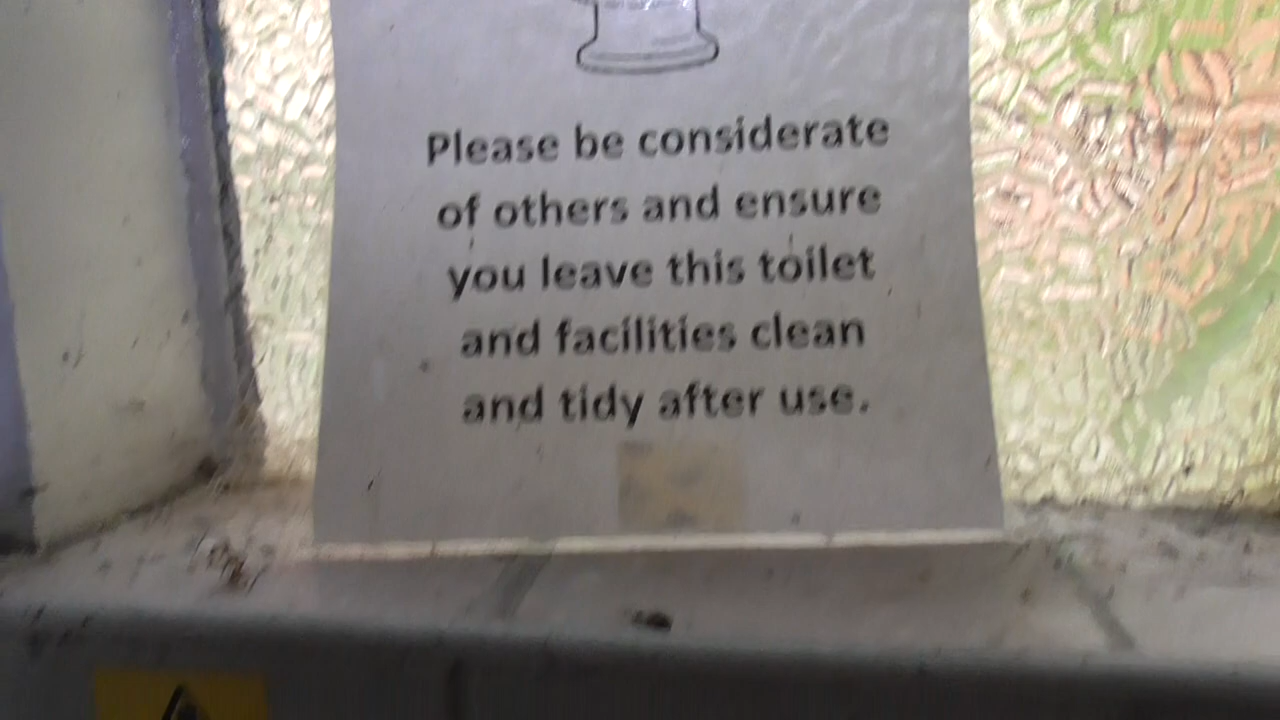 Please be considerate
of others and ensure
you leave this toilet
and facilities clean
and tidy after use.